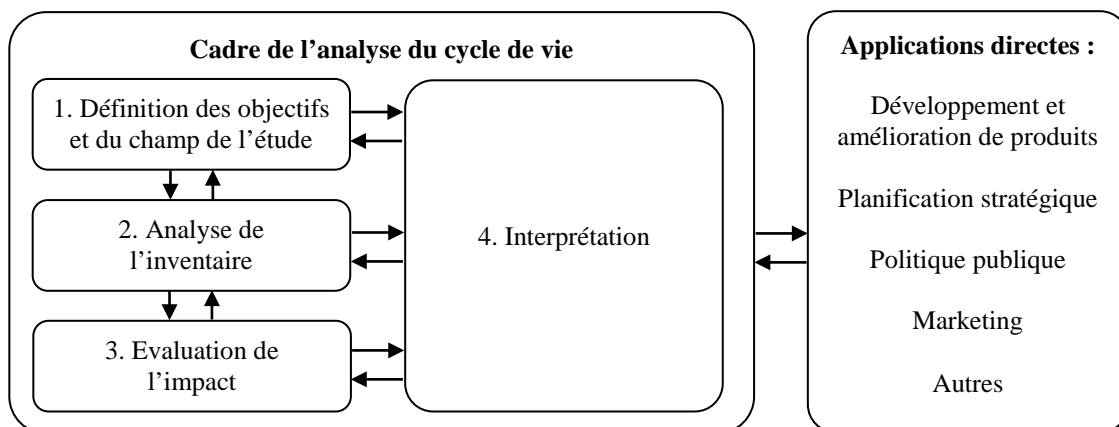 Cadre de l’analyse du cycle de vie
1. Définition des objectifs
et du champ de l’étude
2. Analyse de
l’inventaire
3. Evaluation de
l’impact
4. Interprétation
Applications directes :
Développement et
amélioration de produits
Planification stratégique
Politique publique
Marketing
Autres